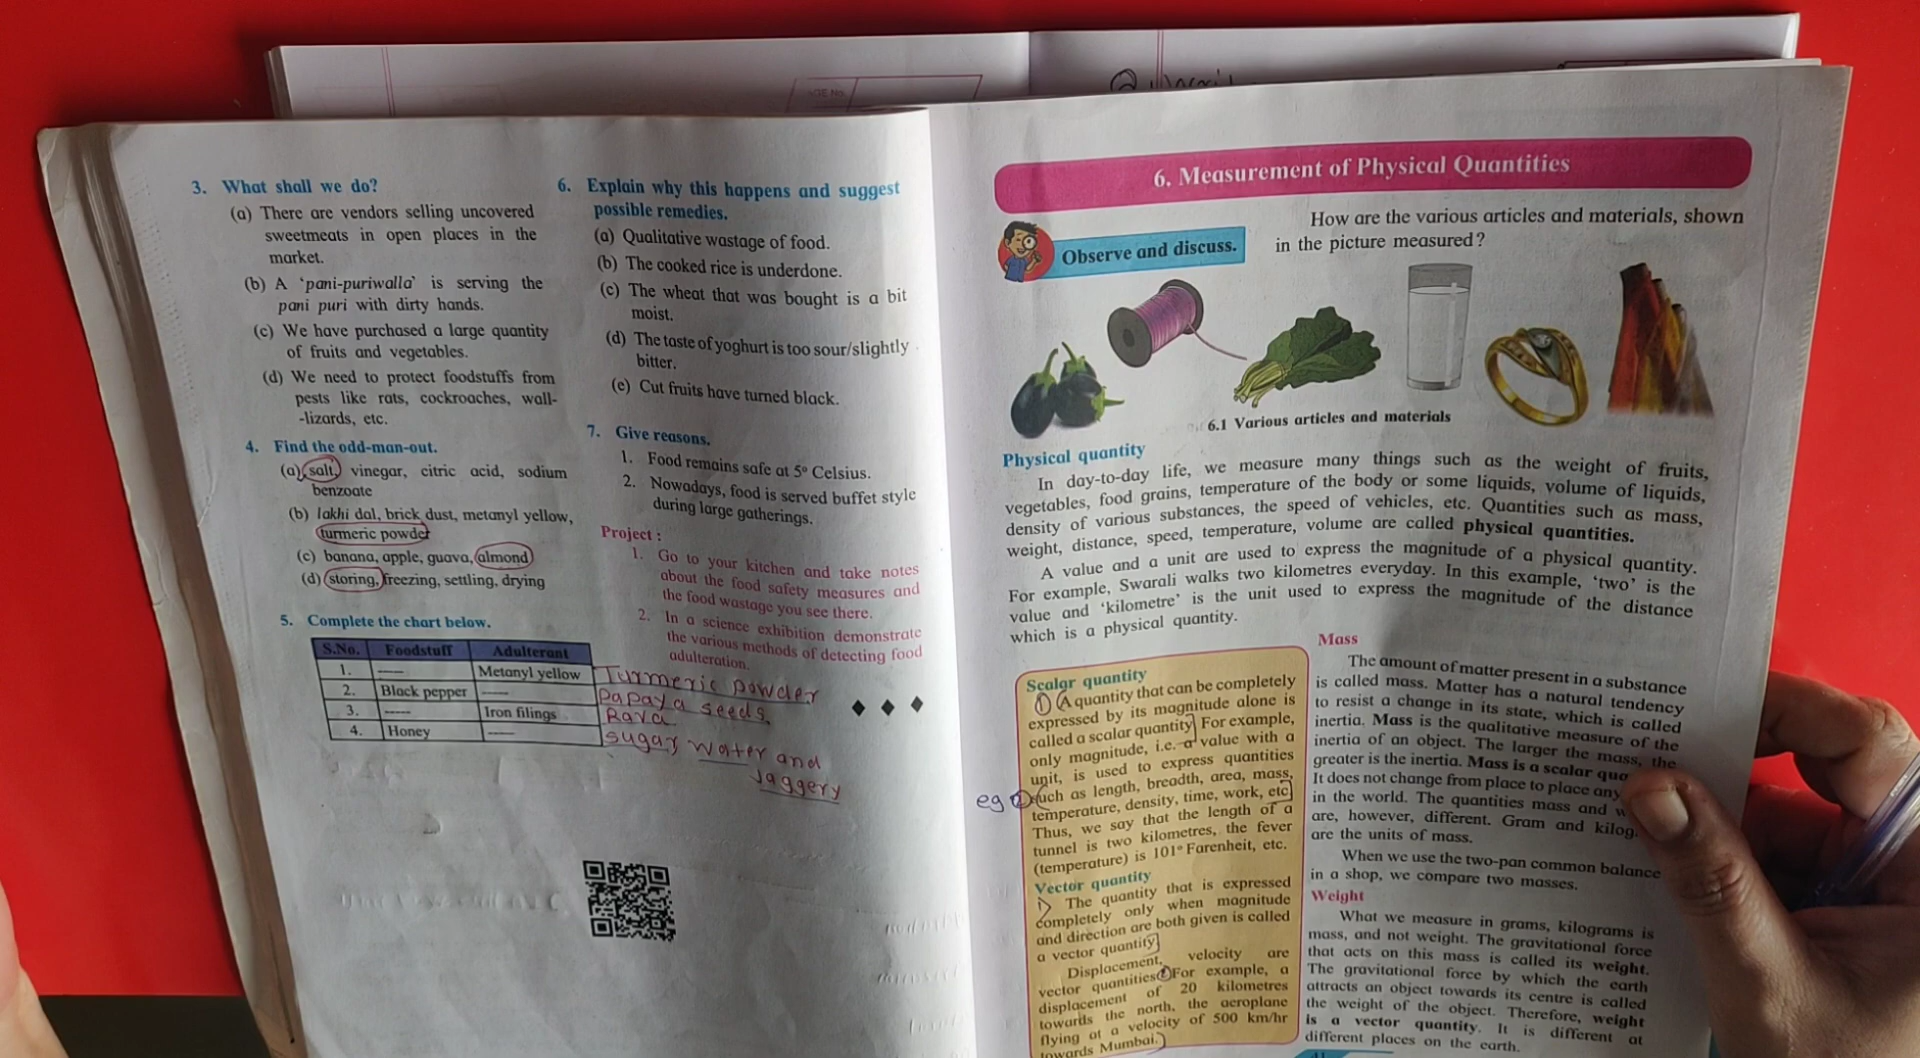 GE No.
3. What shall we do?
(a) There are vendors selling uncovered
sweetmeats in open places in the
market.
(b) A ‘pani-puriwalla’ is serving the
pani puri with dirty hands.
(c) We have purchased a large quantity
of fruits and vegetables.
(d) We need to protect foodstuffs from
pests like rats, cockroaches, wall-
-lizards, etc.
4. Find the odd-man-out.
(a) salt, vinegar, citric acid, sodium
benzoate
(b) lakhi dal, brick dust, metanyl yellow,
turmeric powder
(c) banana, apple, guava, almond
(d) storing, freezing, settling, drying
5. Complete the chart below.
S.No. Foodstuff Adulterant
1. ----- Metanyl yellow Turmeric powder
2. Black pepper ----- Papaya seeds,
3. ----- Iron filings Rava
4. Honey ----- sugar water and
Jaggery
6. Explain why this happens and suggest
possible remedies.
(a) Qualitative wastage of food.
(b) The cooked rice is underdone.
(c) The wheat that was bought is a bit
moist.
(d) The taste of yoghurt is too sour/slightly
bitter.
(e) Cut fruits have turned black.
7. Give reasons.
1. Food remains safe at 5° Celsius.
2. Nowadays, food is served buffet style
during large gatherings.
Project :
1. Go to your kitchen and take notes
about the food safety measures and
the food wastage you see there.
2. In a science exhibition demonstrate
the various methods of detecting food
adulteration.
6. Measurement of Physical Quantities
Observe and discuss.
How are the various articles and materials, shown
in the picture measured?
6.1 Various articles and materials
Physical quantity
In day-to-day life, we measure many things such as the weight of fruits,
vegetables, food grains, temperature of the body or some liquids, volume of liquids,
density of various substances, the speed of vehicles, etc. Quantities such as mass,
weight, distance, speed, temperature, volume are called physical quantities.
A value and a unit are used to express the magnitude of a physical quantity.
For example, Swarali walks two kilometres everyday. In this example, ‘two’ is the
value and ‘kilometre’ is the unit used to express the magnitude of the distance
which is a physical quantity.
Scalar quantity
① A quantity that can be completely
expressed by its magnitude alone is
called a scalar quantity. For example,
only magnitude, i.e. a value with a
unit, is used to express quantities
eg ② such as length, breadth, area, mass,
temperature, density, time, work, etc.
Thus, we say that the length of a
tunnel is two kilometres, the fever
(temperature) is 101° Farenheit, etc.
Vector quantity
1> The quantity that is expressed
completely only when magnitude
and direction are both given is called
a vector quantity.
Displacement, velocity are
vector quantities. ② For example, a
displacement of 20 kilometres
towards the north, the aeroplane
flying at a velocity of 500 km/hr
towards Mumbai.
Mass
The amount of matter present in a substance
is called mass. Matter has a natural tendency
to resist a change in its state, which is called
inertia. Mass is the qualitative measure of the
inertia of an object. The larger the mass, the
greater is the inertia. Mass is a scalar qua
It does not change from place to place any
in the world. The quantities mass and w
are, however, different. Gram and kilog
are the units of mass.
When we use the two-pan common balance
in a shop, we compare two masses.
Weight
What we measure in grams, kilograms is
mass, and not weight. The gravitational force
that acts on this mass is called its weight.
The gravitational force by which the earth
attracts an object towards its centre is called
the weight of the object. Therefore, weight
is a vector quantity. It is different at
different places on the earth.